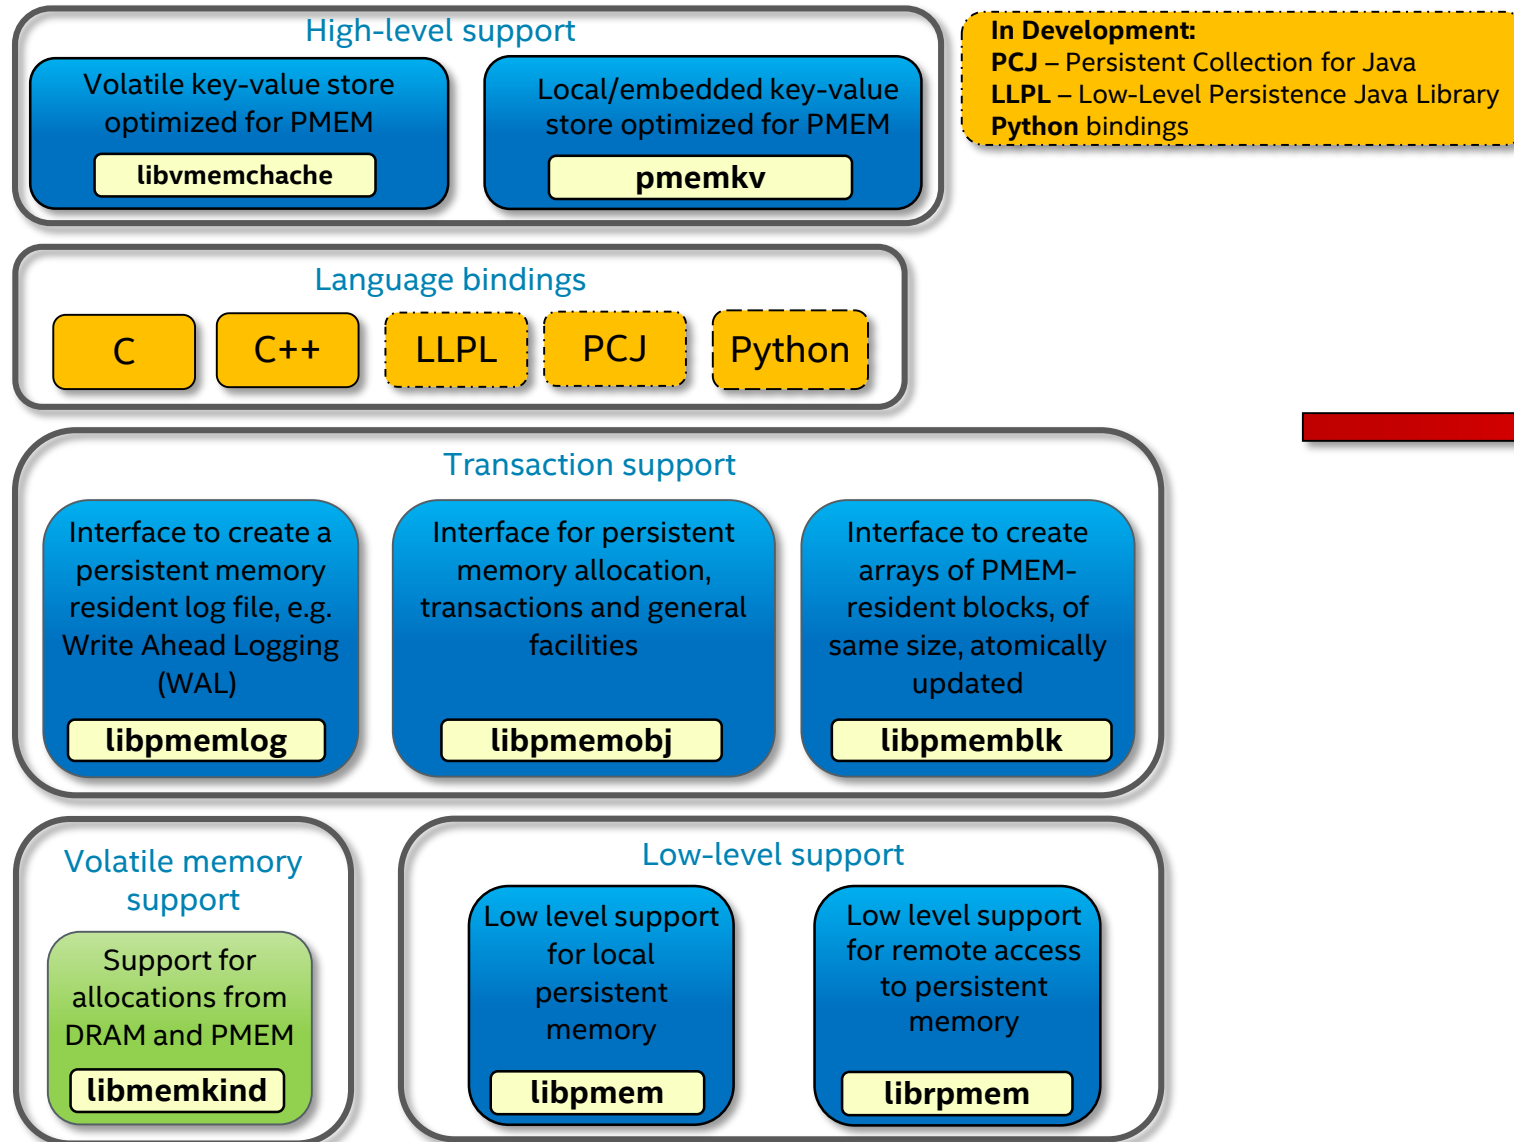 High-level support
Volatile key-value store
optimized for PMEM
libvmemchache
Local/embedded key-value
store optimized for PMEM
pmemkv
In Development:
PCJ – Persistent Collection for Java
LLPL – Low-Level Persistence Java Library
Python bindings
Language bindings
C
C++
LLPL
PCJ
Python
Transaction support
Interface to create a
persistent memory
resident log file, e.g.
Write Ahead Logging
(WAL)
libpmemlog
Interface for persistent
memory allocation,
transactions and general
facilities
libpmemobj
Interface to create
arrays of PMEM-
resident blocks, of
same size, atomically
updated
libpmemblk
Volatile memory
support
Support for
allocations from
DRAM and PMEM
libmemkind
Low-level support
Low level support
for local
persistent
memory
libpmem
Low level support
for remote access
to persistent
memory
librpmem